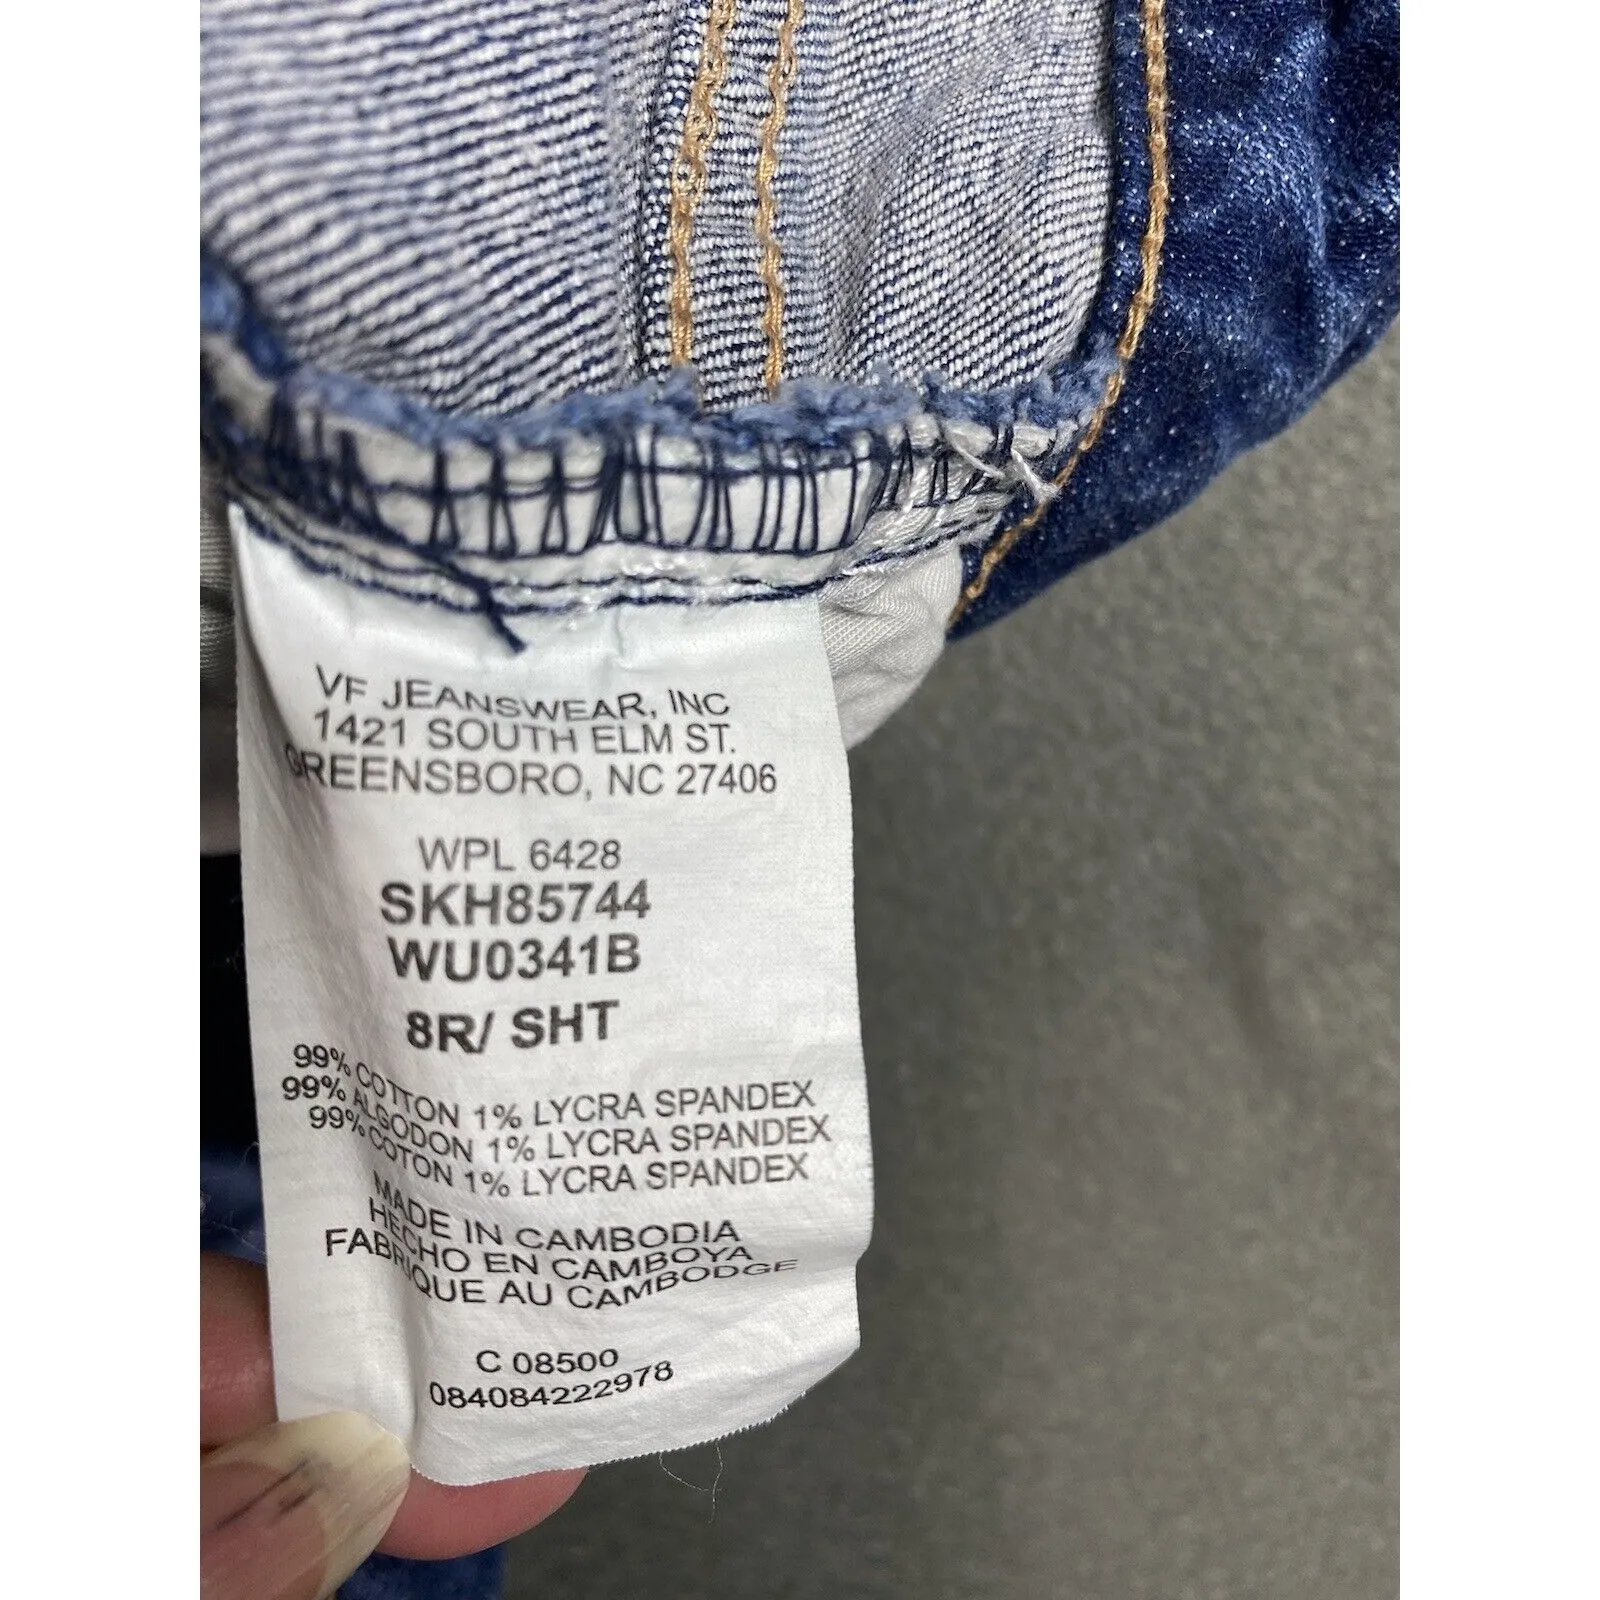 VF JEANSWEAR, INC
1421 SOUTH ELM ST.
GREENSBORO, NC 27406
WPL 6428
SKH85744
WU0341B
8R/ SHT
99% COTTON 1% LYCRA SPANDEX
99% ALGODON 1% LYCRA SPANDEX
99% COTON 1% LYCRA SPANDEX
MADE IN CAMBODIA
HECHO EN CAMBOYA
FABRIQUE AU CAMBODGE
C 08500
084084222978